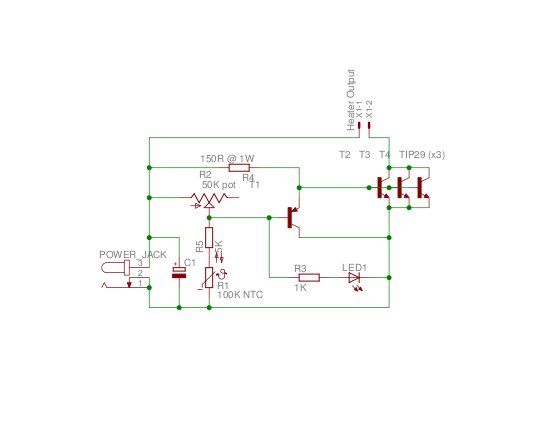 Heater Output
X1-1
X1-2
150R @ 1W
T2 T3 T4 TIP29 (x3)
R4
R2
50K pot
T1
R5
5K
POWER_JACK
3
2
1
C1
+
R1
100K NTC
R3
1K
LED1